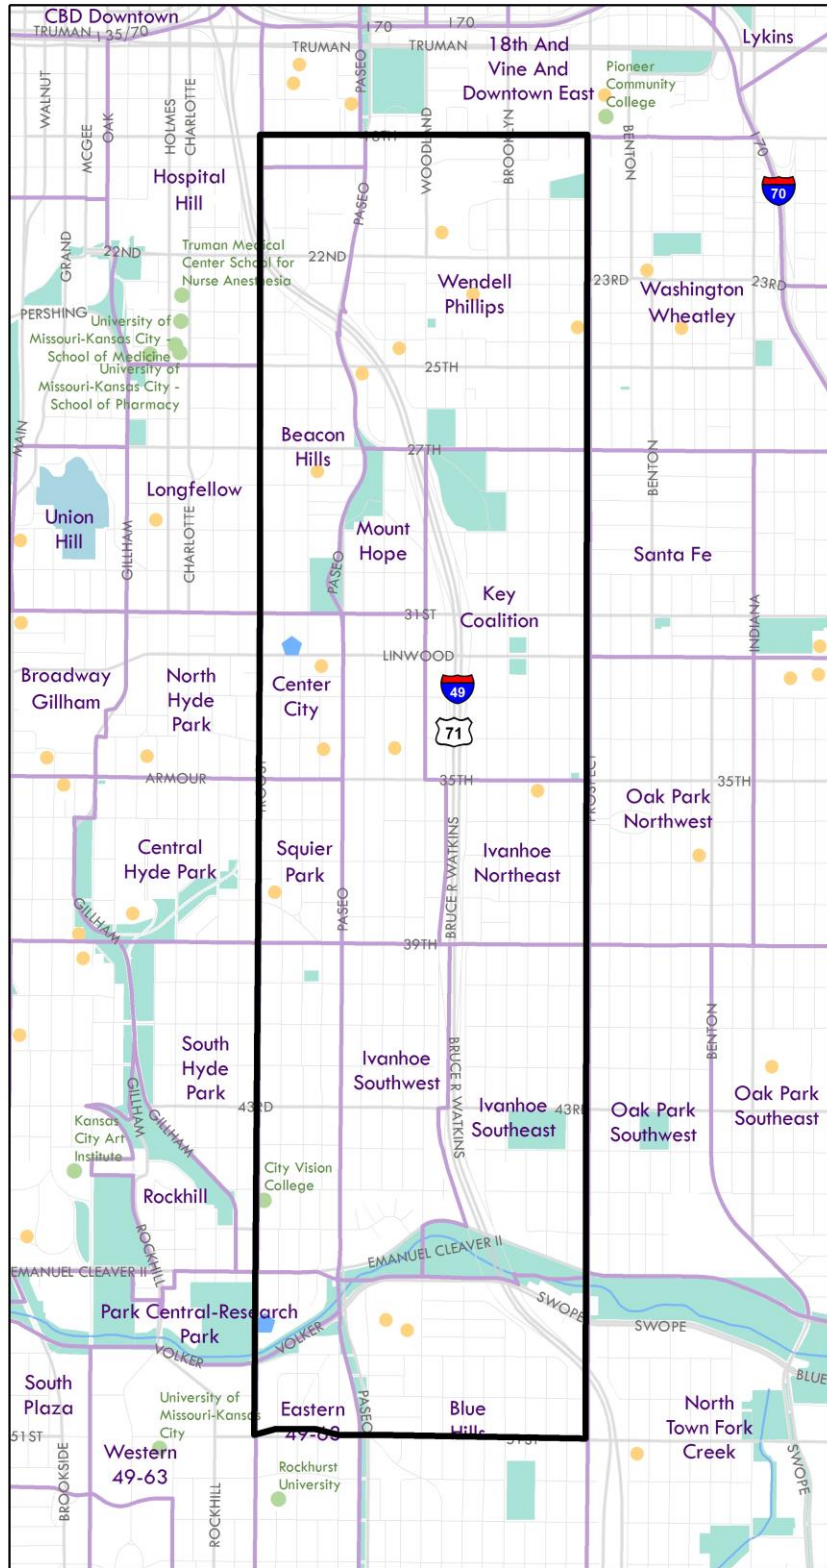 CBD Downtown
TRUMAN
I 35/70
I 70
I 70
TRUMAN
TRUMAN
18th And
Vine And
Downtown East
Lykins
Pioneer
Community
College
WALNUT
MCGEE
OAK
HOLMES
CHARLOTTE
PASEO
WOODLAND
BROOKLYN
BENTON
I 70
70
Hospital
Hill
PASEO
22ND
GRAND
Truman Medical
Center School for
Nurse Anesthesia
22ND
Wendell
Phillips
23RD
Washington
Wheatley
23RD
PERSHING
University of
Missouri-Kansas City -
School of Medicine
University of
Missouri-Kansas City -
School of Pharmacy
25TH
MAIN
Beacon
Hills
27TH
BENTON
Union
Hill
Longfellow
GILLHAM
CHARLOTTE
PASEO
Mount
Hope
Santa Fe
31ST
Key
Coalition
INDIANA
LINWOOD
Broadway
Gillham
North
Hyde
Park
Center
City
49
71
ARMOUR
35TH
35TH
PROSPECT
Oak Park
Northwest
Central
Hyde Park
Squier
Park
Ivanhoe
Northeast
BRUCE R WATKINS
GILLHAM
PASEO
39TH
South
Hyde
Park
Ivanhoe
Southwest
BRUCE R WATKINS
BENTON
GILLHAM
GILLHAM
43RD
Ivanhoe
Southeast
43RD
Oak Park
Southwest
Oak Park
Southeast
Kansas
City Art
Institute
City Vision
College
Rockhill
ROCKHILL
EMANUEL CLEAVER II
EMANUEL CLEAVER II
Park Central-Research
Park
VOLKER
VOLKER
SWOPE
SWOPE
BLUE
South
Plaza
University of
Missouri-Kansas
City
Eastern
49-63
PASEO
Blue
Hills
North
Town Fork
Creek
51ST
51ST
Western
49-63
BROOKSIDE
ROCKHILL
Rockhurst
University
SWOPE